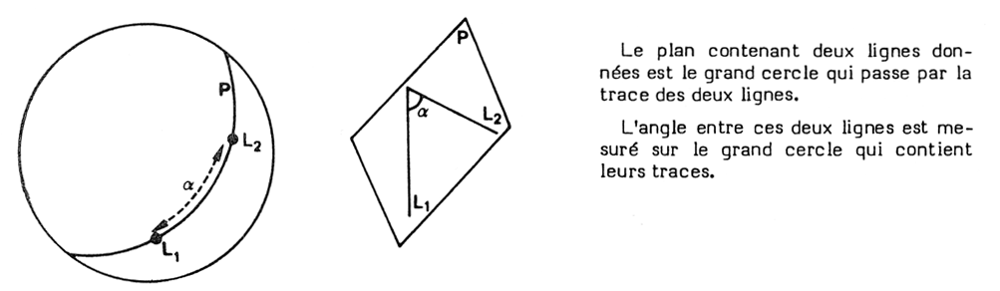 P
L2
α
L1
P
α
L2
L1
Le plan contenant deux lignes don-
nées est le grand cercle qui passe par la
trace des deux lignes.
L'angle entre ces deux lignes est me-
suré sur le grand cercle qui contient
leurs traces.